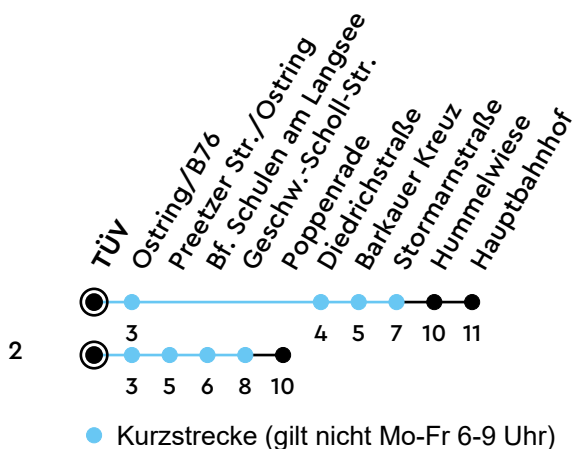 TÜV
Ostring/B76
Preetzer Str./Ostring
Bf. Schulen am Langsee
Geschw.-Scholl-Str.
Poppenrade
Diedrichstraße
Barkauer Kreuz
Stormarnstraße
Hummelwiese
Hauptbahnhof
3 4 5 7 10 11
2
3 5 6 8 10
Kurzstrecke (gilt nicht Mo-Fr 6-9 Uhr)